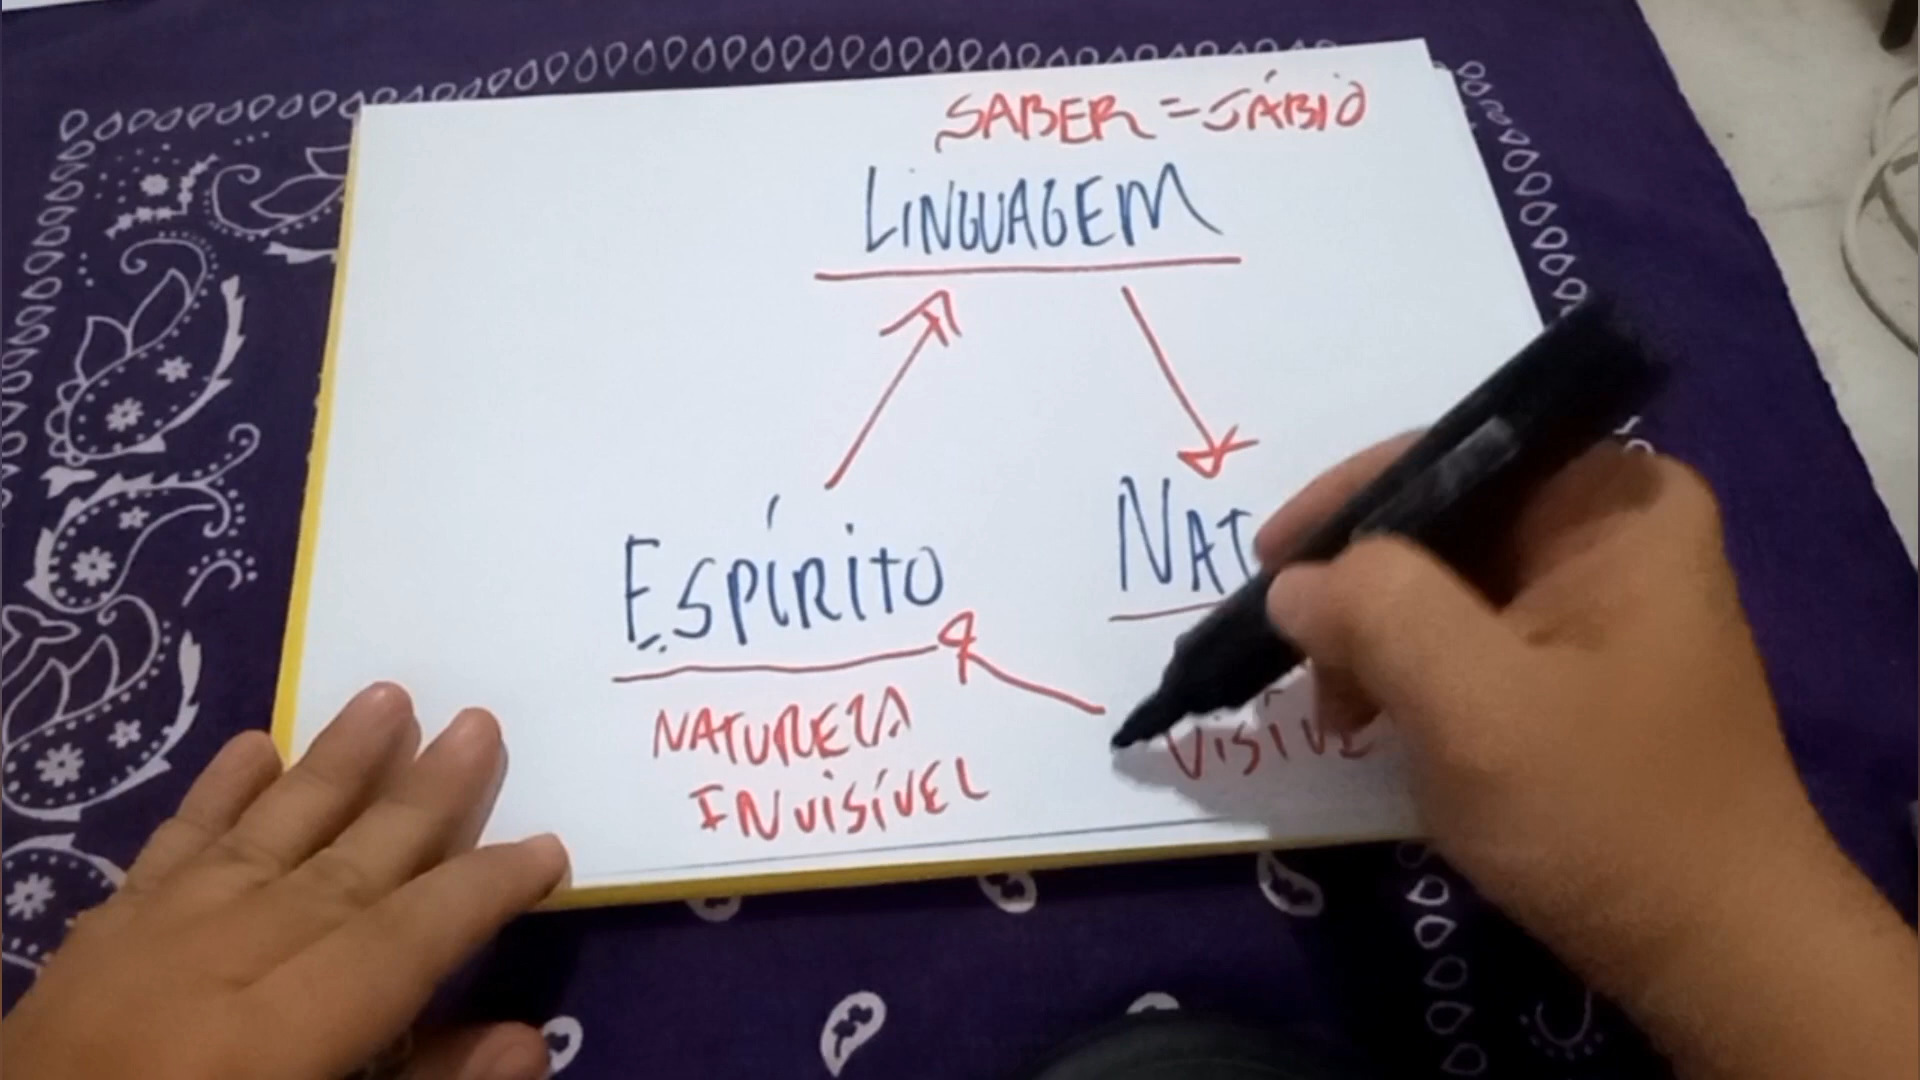 SABER = SÁBIO
LINGUAGEM
ESPÍRITO
NATUREZA
INVISÍVEL